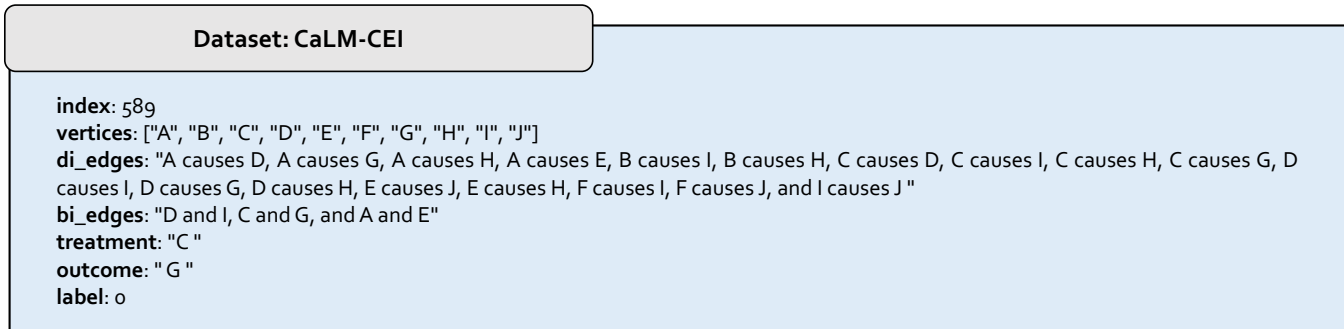 Dataset: CaLM-CEI
index: 589
vertices: ["A", "B", "C", "D", "E", "F", "G", "H", "I", "J"]
di_edges: "A causes D, A causes G, A causes H, A causes E, B causes I, B causes H, C causes D, C causes I, C causes H, C causes G, D
causes I, D causes G, D causes H, E causes J, E causes H, F causes I, F causes J, and I causes J "
bi_edges: "D and I, C and G, and A and E"
treatment: "C "
outcome: " G "
label: 0